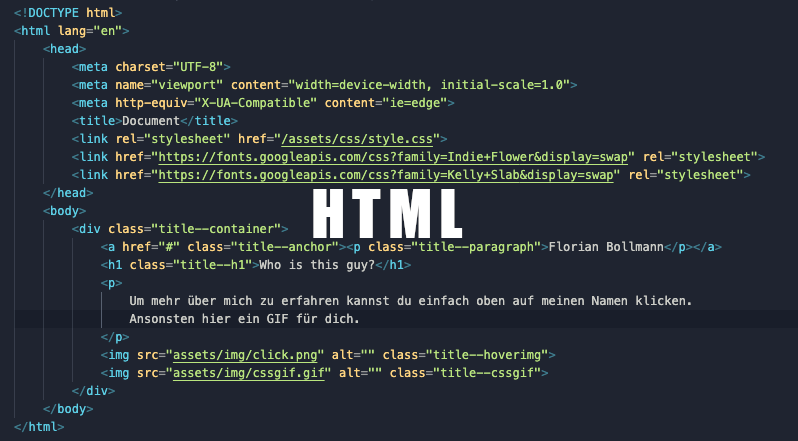 <!DOCTYPE html>
<html lang="en">
<head>
<meta charset="UTF-8">
<meta name="viewport" content="width=device-width, initial-scale=1.0">
<meta http-equiv="X-UA-Compatible" content="ie=edge">
<title>Document</title>
<link rel="stylesheet" href="/assets/css/style.css">
<link href="https://fonts.googleapis.com/css?family=Indie+Flower&display=swap" rel="stylesheet">
<link href="https://fonts.googleapis.com/css?family=Kelly+Slab&display=swap" rel="stylesheet">
</head>
HTML
<body>
<div class="title--container">
<a href="#" class="title--anchor"><p class="title--paragraph">Florian Bollmann</p></a>
<h1 class="title--h1">Who is this guy?</h1>
<p>
Um mehr über mich zu erfahren kannst du einfach oben auf meinen Namen klicken.
Ansonsten hier ein GIF für dich.
</p>
<img src="assets/img/click.png" alt="" class="title--hoverimg">
<img src="assets/img/cssgif.gif" alt="" class="title--cssgif">
</div>
</body>
</html>